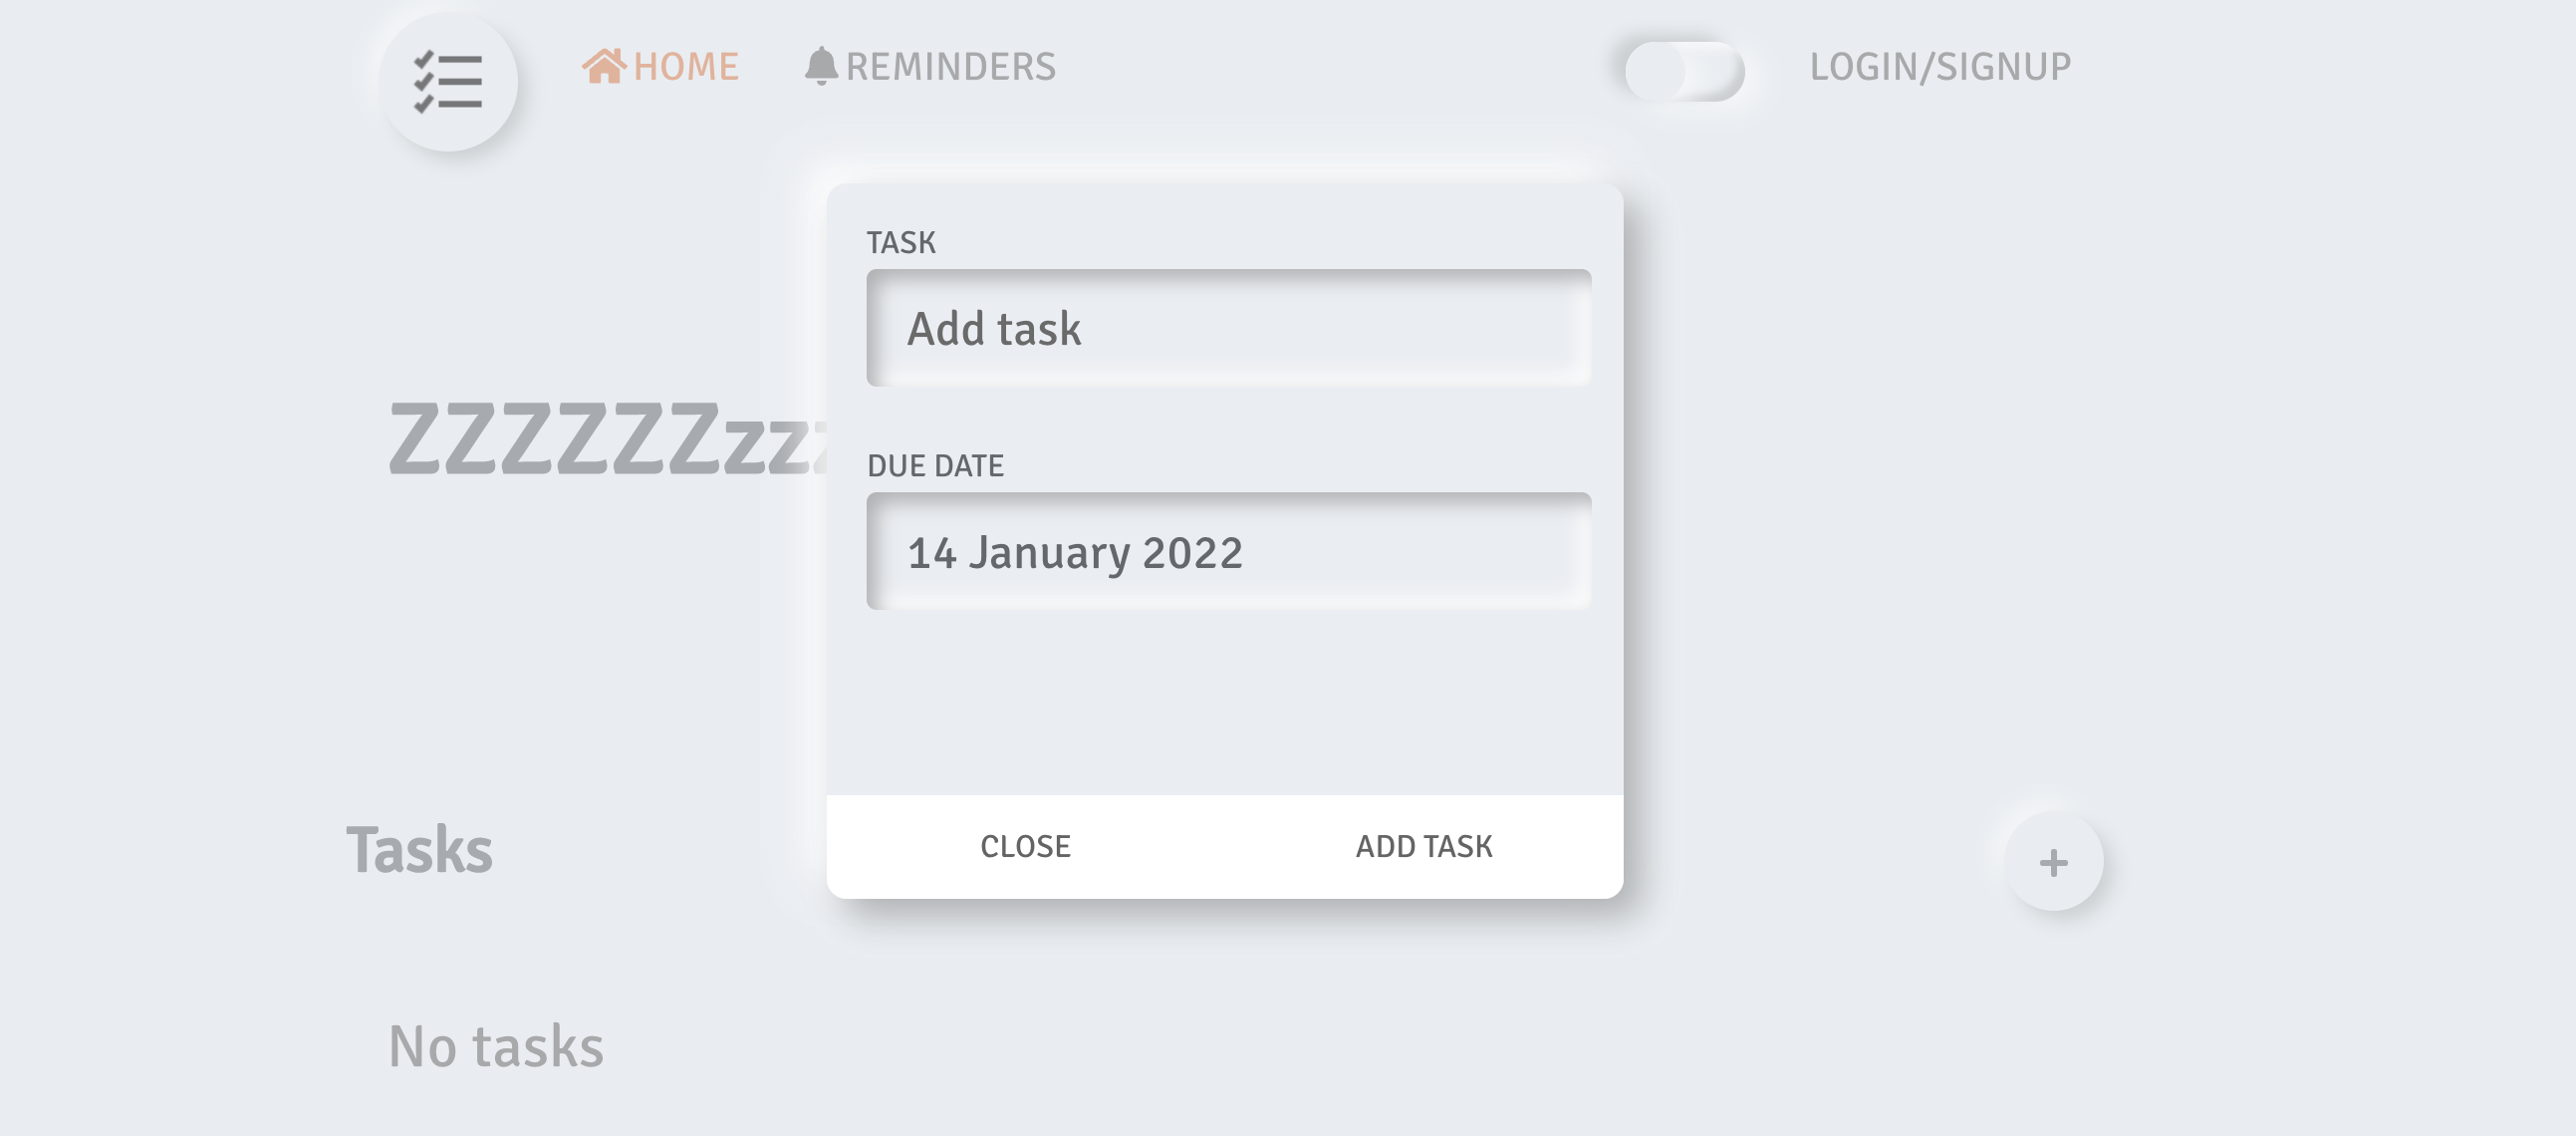 HOME REMINDERS LOGIN/SIGNUP
TASK
Add task
ZZZZZZzzz
DUE DATE
14 January 2022
Tasks
CLOSE ADD TASK
No tasks